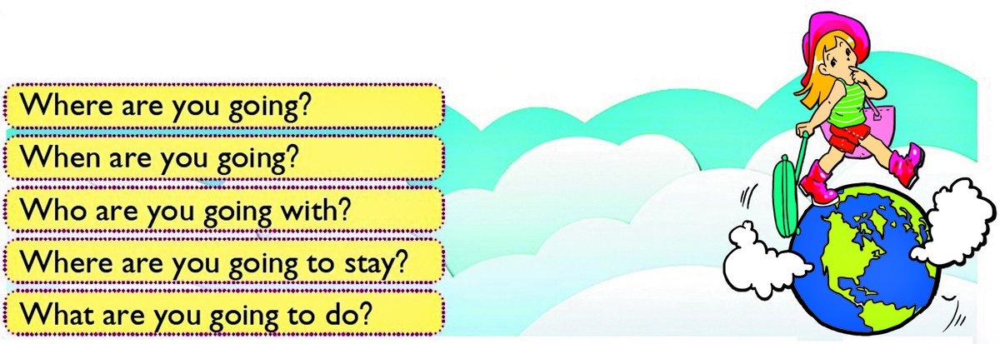 Where are you going?
When are you going?
Who are you going with?
Where are you going to stay?
What are you going to do?